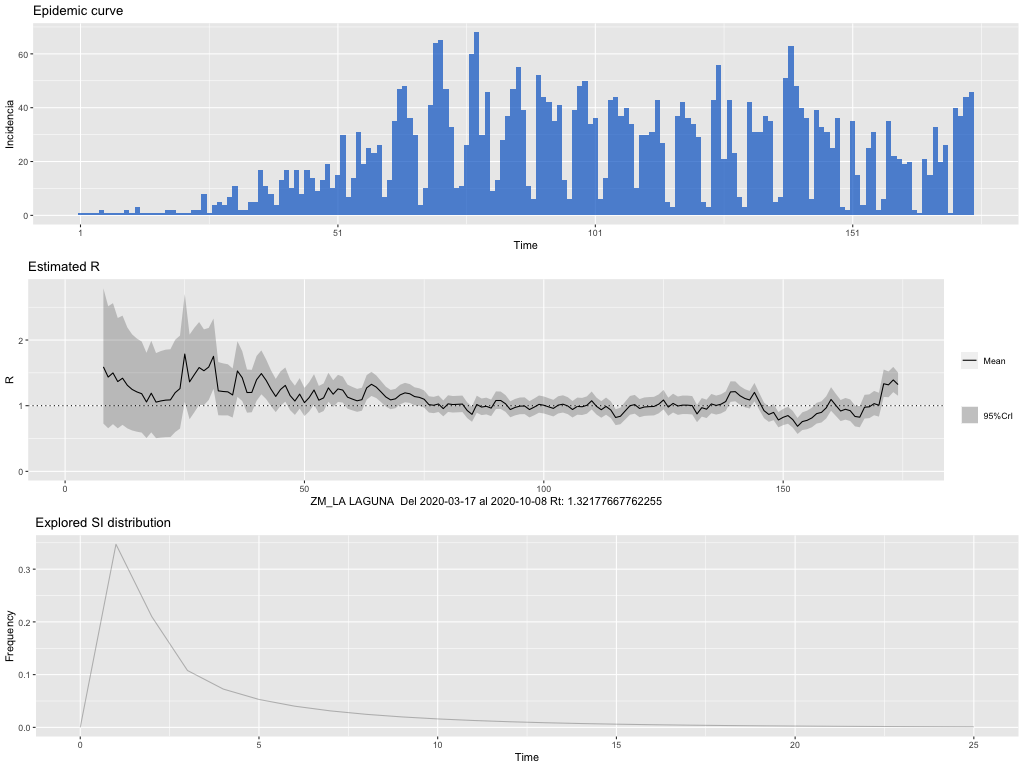 Epidemic curve
60
40
20
0
Incidencia
1 51 101 151
Time
Estimated R
2
1
0
R
0 50 100 150
ZM_LA LAGUNA Del 2020-03-17 al 2020-10-08 Rt: 1.32177667762255
Mean
95%CrI
Explored SI distribution
0.3
0.2
0.1
0.0
Frequency
0 5 10 15 20 25
Time